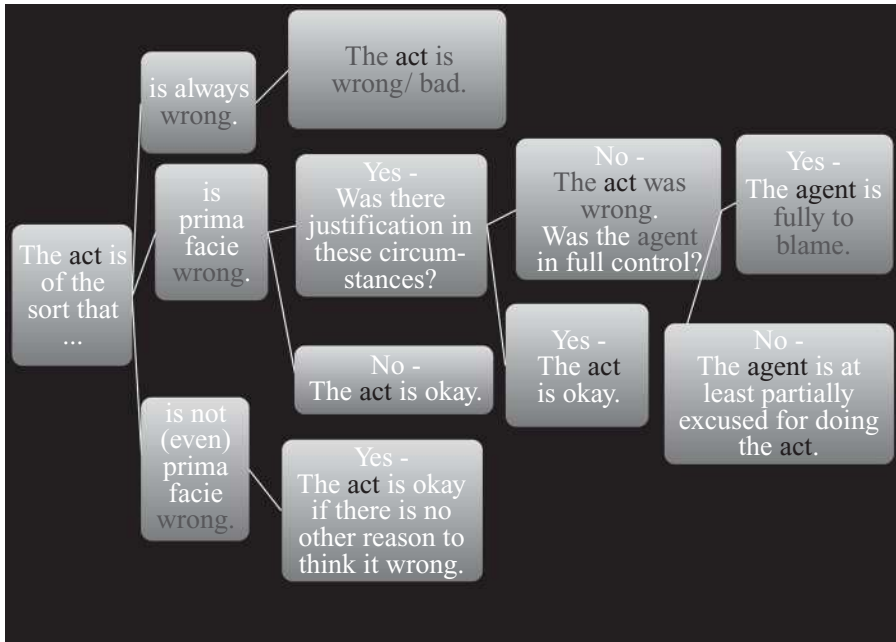 The act is
of the
sort that
...
is always
wrong.
The act is
wrong/ bad.
is
prima
facie
wrong.
Yes -
Was there
justification in
these circum-
stances?
No -
The act was
wrong.
Was the agent
in full control?
Yes -
The agent is
fully to
blame.
No -
The agent is at
least partially
excused for doing
the act.
Yes -
The act
is okay.
No -
The act is okay.
is not
(even)
prima
facie
wrong.
Yes -
The act is okay
if there is no
other reason to
think it wrong.